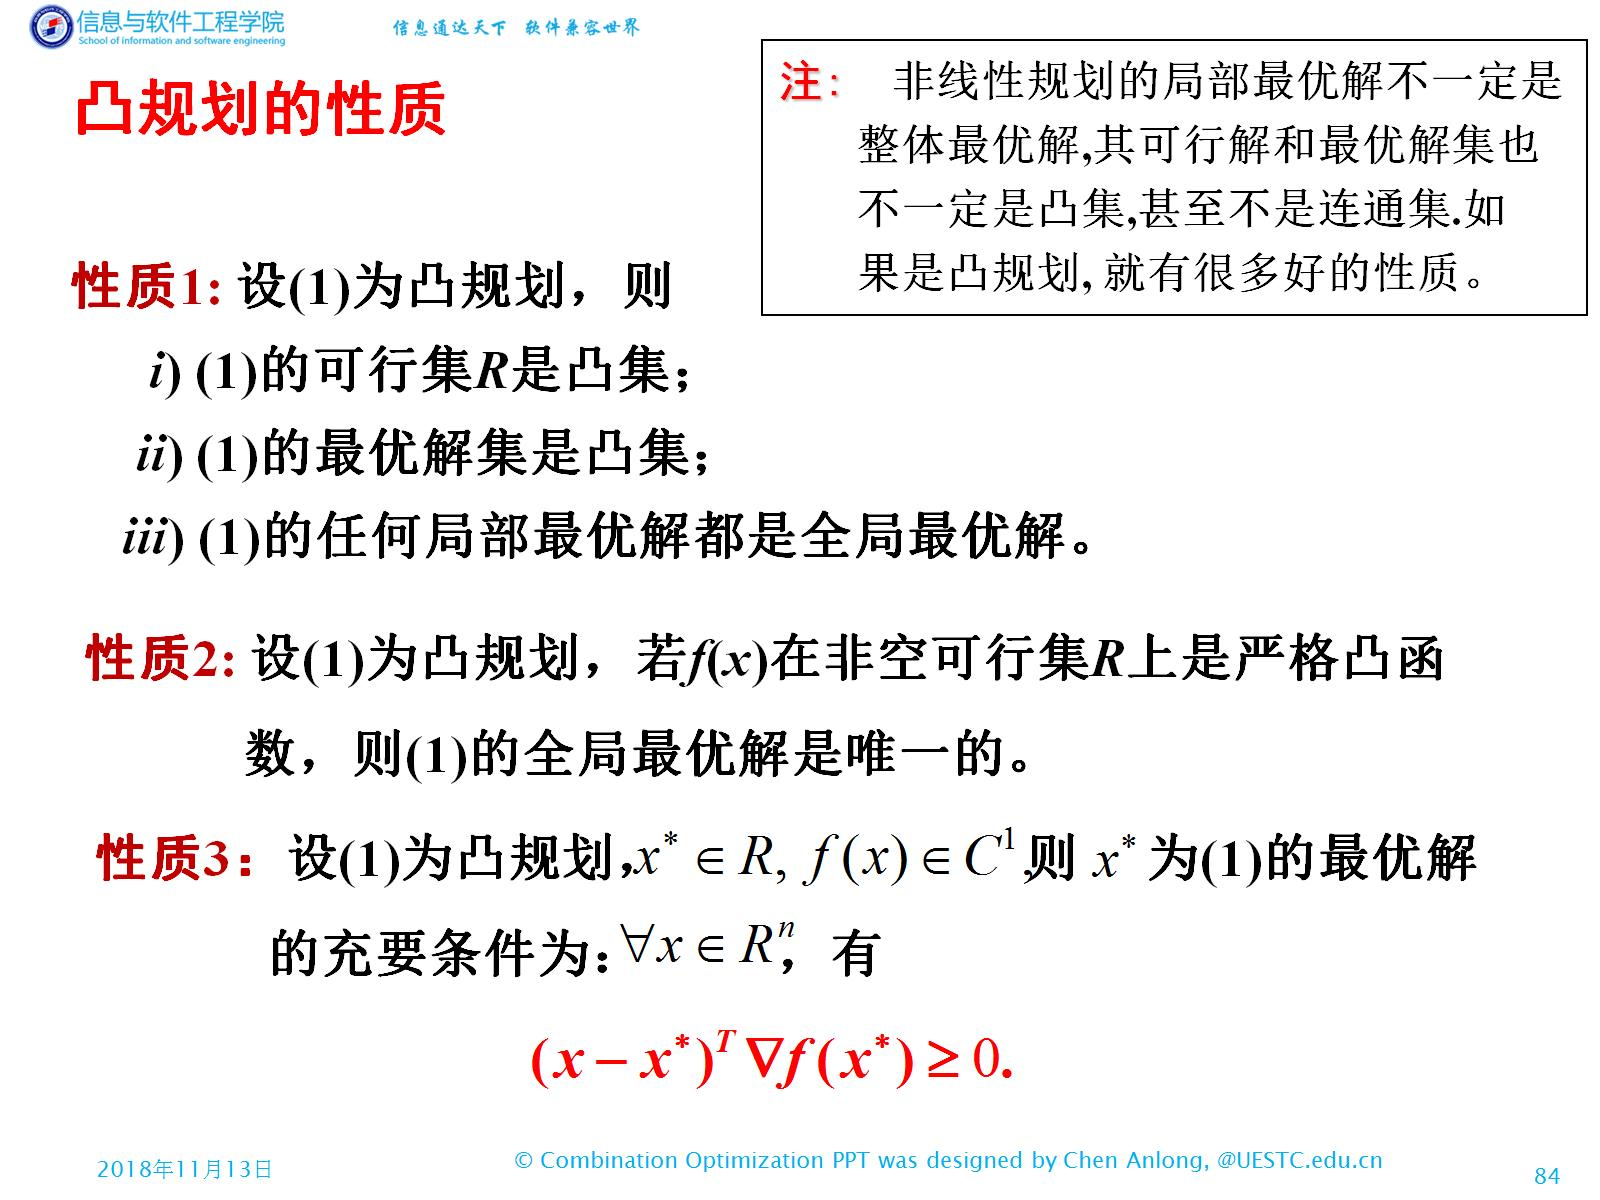 信息与软件工程学院
School of information and software engineering
信息通达天下 软件兼容世界
凸规划的性质
注: 非线性规划的局部最优解不一定是
整体最优解,其可行解和最优解集也
不一定是凸集,甚至不是连通集.如
果是凸规划, 就有很多好的性质。
性质1: 设(1)为凸规划，则
i) (1)的可行集R是凸集；
ii) (1)的最优解集是凸集；
iii) (1)的任何局部最优解都是全局最优解。
性质2: 设(1)为凸规划，若f(x)在非空可行集R上是严格凸函
数，则(1)的全局最优解是唯一的。
性质3：设(1)为凸规划，x* ∈ R, f (x) ∈ C¹,则 x* 为(1)的最优解
的充要条件为：∀x ∈ Rⁿ，有
(x − x*)ᵀ∇f (x*) ≥ 0.
2018年11月13日
© Combination Optimization PPT was designed by Chen Anlong, @UESTC.edu.cn
84